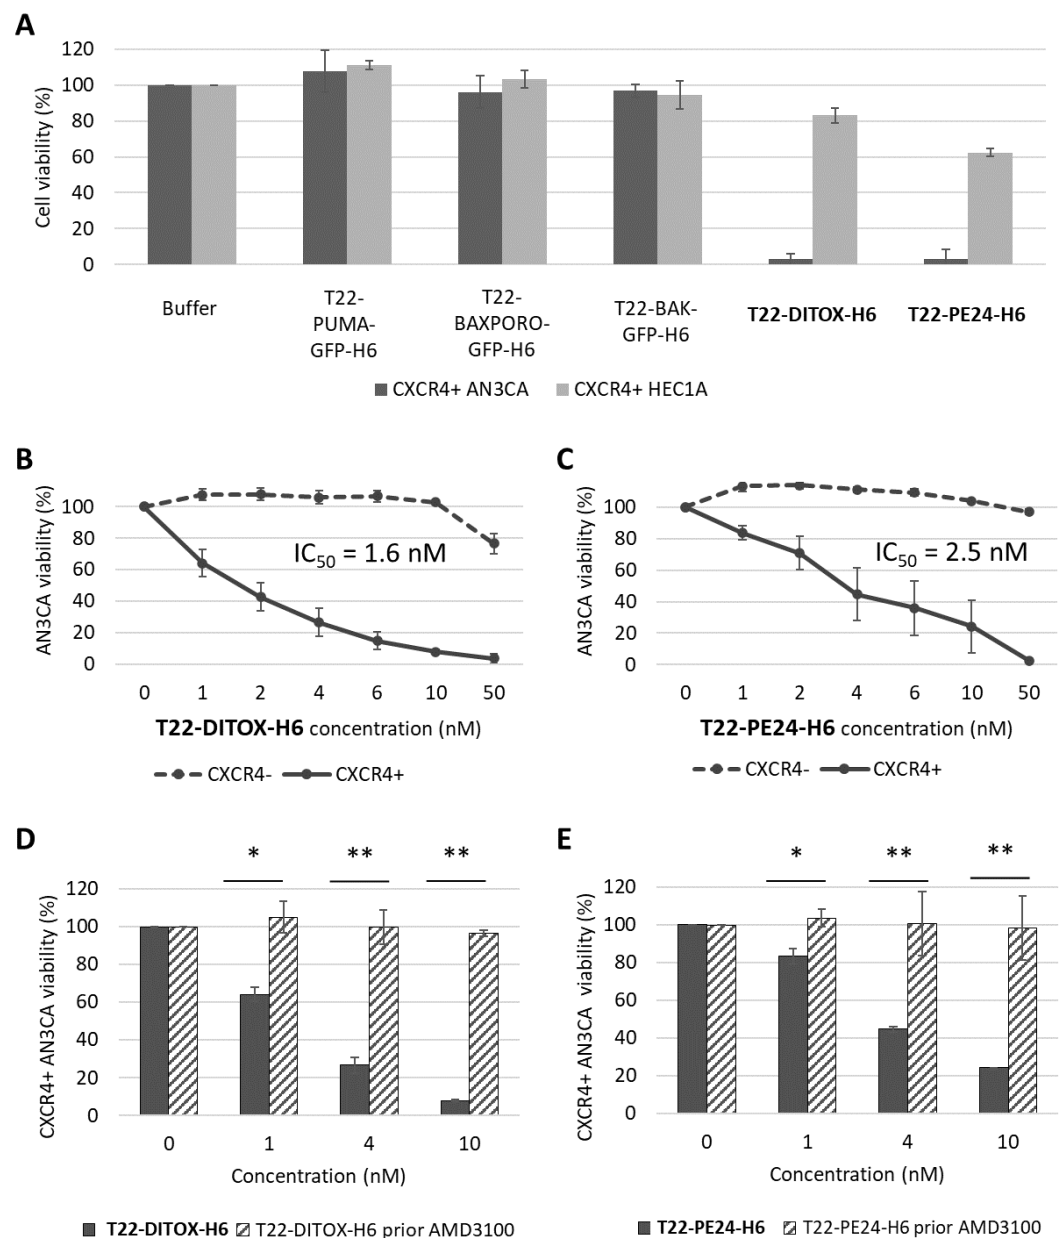 A
Cell viability (%)
120
100
80
60
40
20
0
Buffer
T22-
PUMA-
GFP-H6
T22-
BAXPORO-
GFP-H6
T22-BAK-
GFP-H6
T22-DITOX-H6
T22-PE24-H6
CXCR4+ AN3CA CXCR4+ HEC1A
B
AN3CA viability (%)
100
80
60
40
20
0
IC50 = 1.6 nM
0 1 2 4 6 10 50
T22-DITOX-H6 concentration (nM)
CXCR4- CXCR4+
C
AN3CA viability (%)
100
80
60
40
20
0
IC50 = 2.5 nM
0 1 2 4 6 10 50
T22-PE24-H6 concentration (nM)
CXCR4- CXCR4+
D
* ** **
CXCR4+ AN3CA viability (%)
120
100
80
60
40
20
0
0 1 4 10
Concentration (nM)
T22-DITOX-H6 T22-DITOX-H6 prior AMD3100
E
* ** **
CXCR4+ AN3CA viability (%)
120
100
80
60
40
20
0
0 1 4 10
Concentration (nM)
T22-PE24-H6 T22-PE24-H6 prior AMD3100